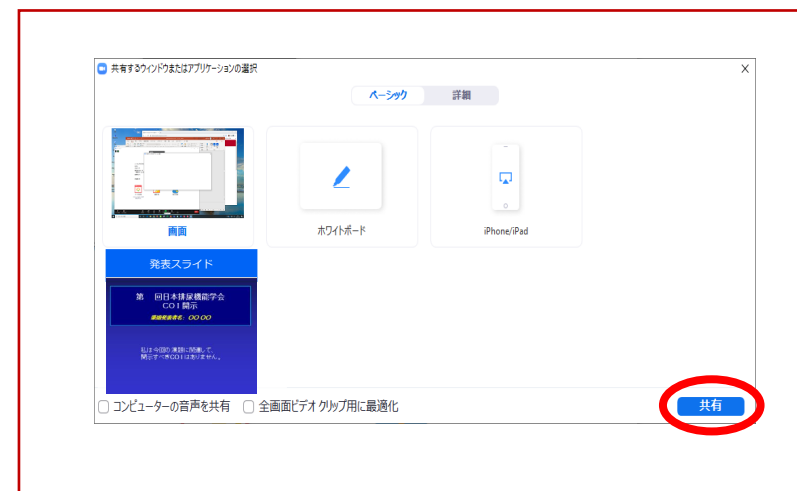 共有するウィンドウまたはアプリケーションの選択
X
ベーシック
詳細
画面
ホワイトボード
iPhone/iPad
発表スライド
第 回日本排尿機能学会
COI開示
筆頭発表者名: 〇〇 〇〇
私は今回の演題に関連して、
開示すべきCOIはありません。
コンピューターの音声を共有
全画面ビデオ クリップ用に最適化
共有